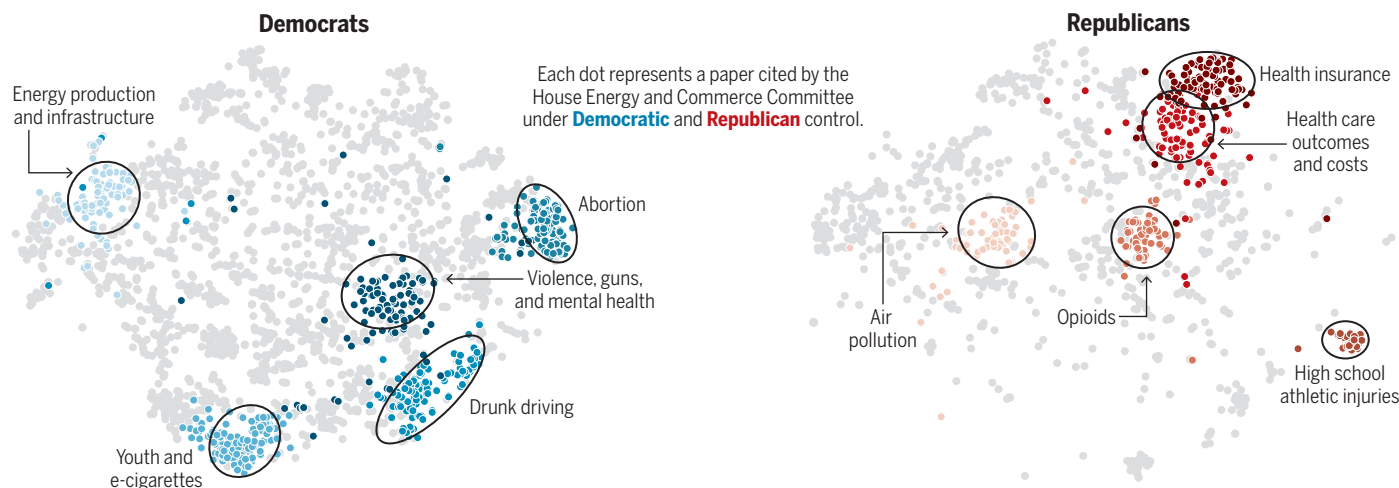 Democrats
Republicans
Each dot represents a paper cited by the
House Energy and Commerce Committee
under Democratic and Republican control.
Energy production
and infrastructure
Abortion
Violence, guns,
and mental health
Drunk driving
Youth and
e-cigarettes
Health insurance
Health care
outcomes
and costs
Air
pollution
Opioids
High school
athletic injuries